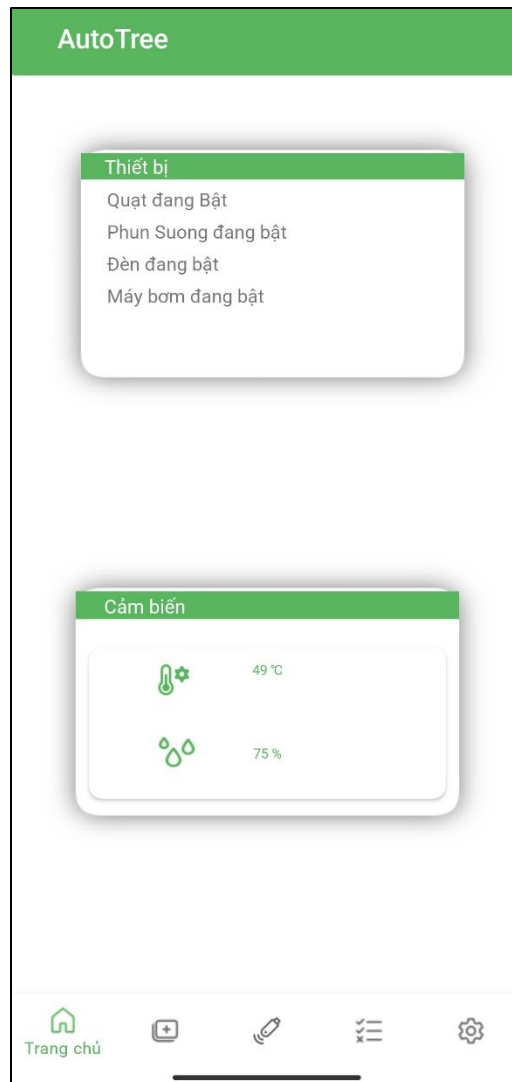 AutoTree
Thiết bị
Quạt đang Bật
Phun Suong đang bật
Đèn đang bật
Máy bơm đang bật
Cảm biến
49 °C
75 %
Trang chủ